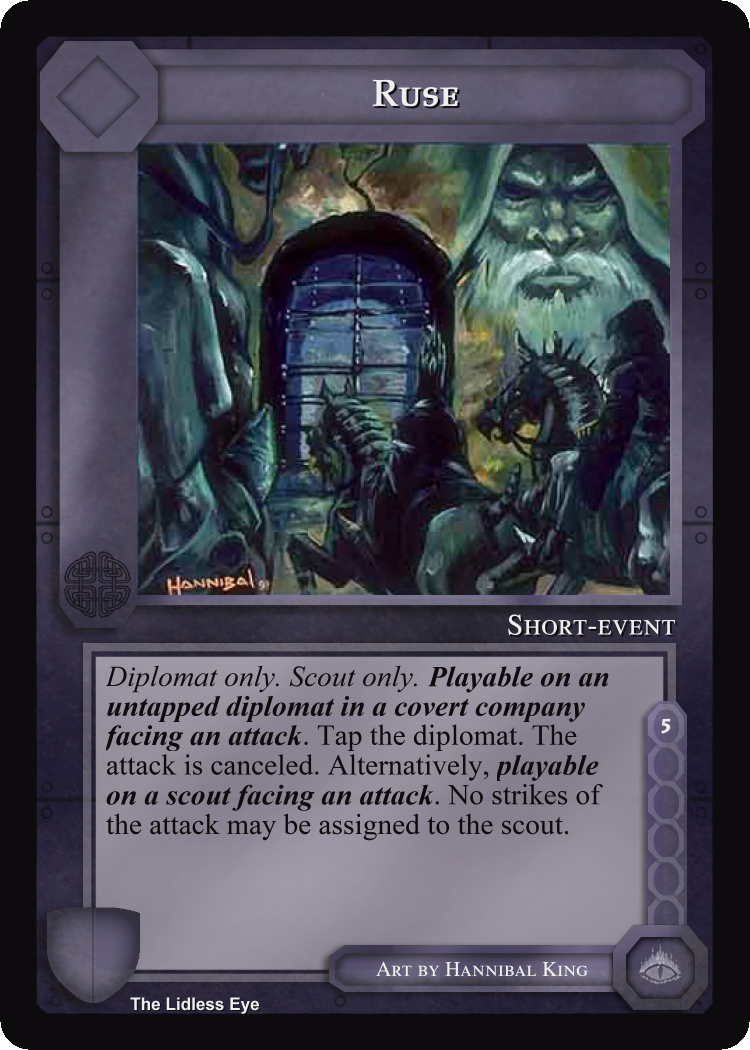 Ruse
HANNIBAL
Short-event
Diplomat only. Scout only. Playable on an
untapped diplomat in a covert company
facing an attack. Tap the diplomat. The
attack is canceled. Alternatively, playable
on a scout facing an attack. No strikes of
the attack may be assigned to the scout.
5
Art by Hannibal King
The Lidless Eye